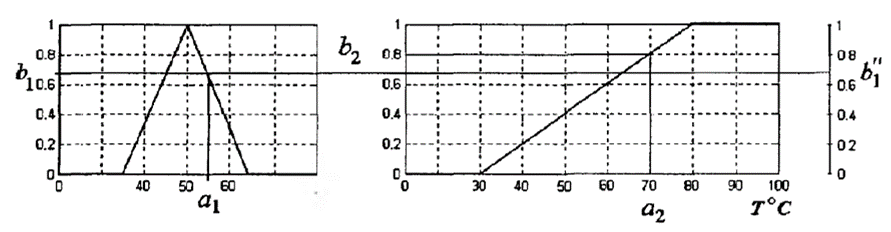 1 1 1
0.8 b₂ 0.8 0.8
b₁ 0.6 0.6 0.6 b₁″
0.4 0.4 0.4
0.2 0.2 0.2
0 0 0
0 40 50 60 0 30 40 50 60 70 80 90 100
a₁ a₂ T°C